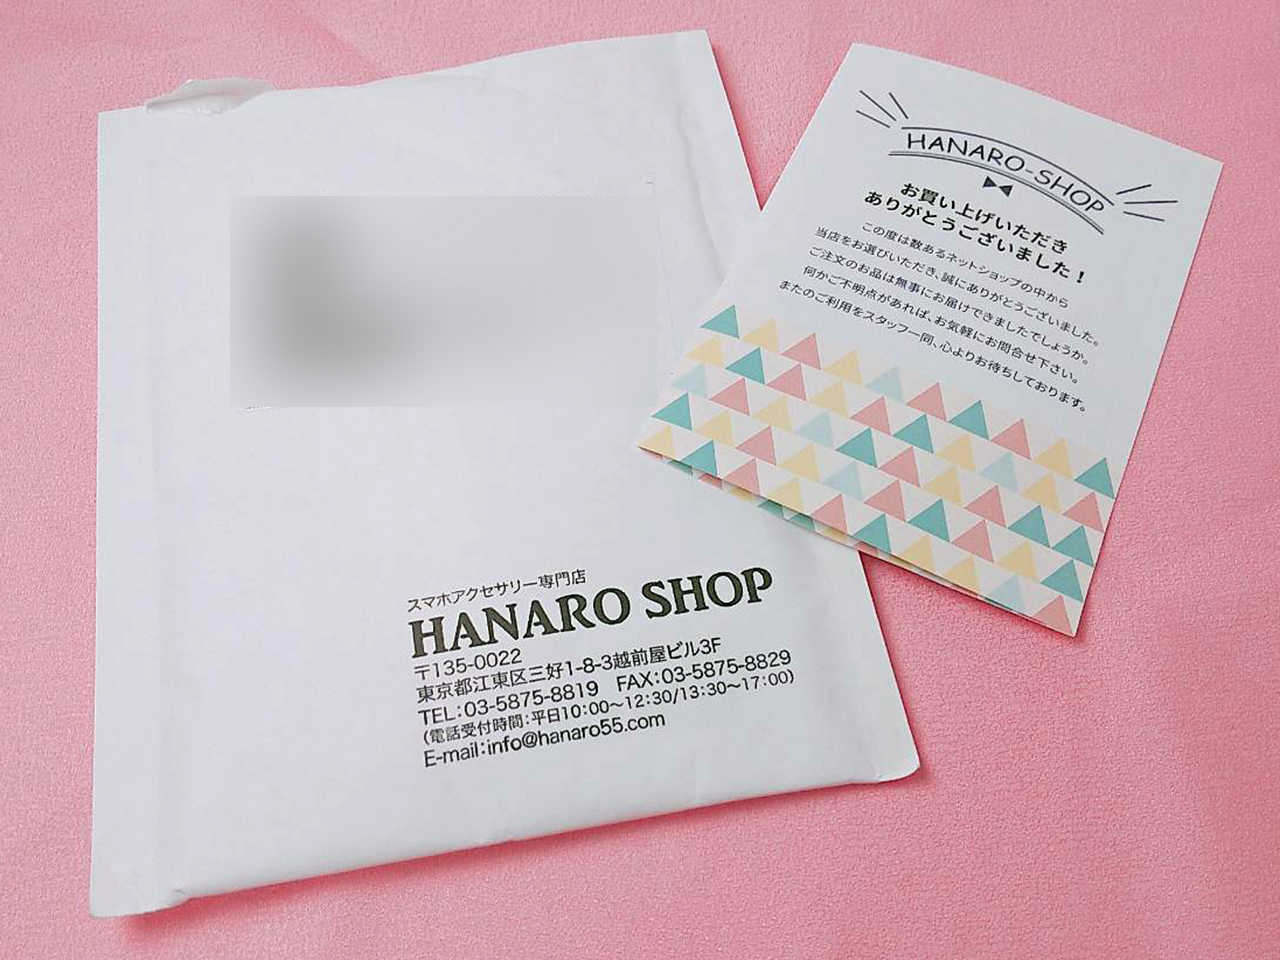 スマホアクセサリー専門店
HANARO SHOP
〒135-0022
東京都江東区三好1-8-3越前屋ビル3F
TEL:03-5875-8819 FAX:03-5875-8829
(電話受付時間:平日10:00〜12:30/13:30〜17:00)
E-mail:info@hanaro55.com
HANARO-SHOP
お買い上げいただき
ありがとうございました!
この度は数あるネットショップの中から
当店をお選びいただき、誠にありがとうございました。
ご注文のお品は無事にお届けできましたでしょうか。
何かご不明点があれば、お気軽にお問合せ下さい。
またのご利用をスタッフ一同、心よりお待ちしております。